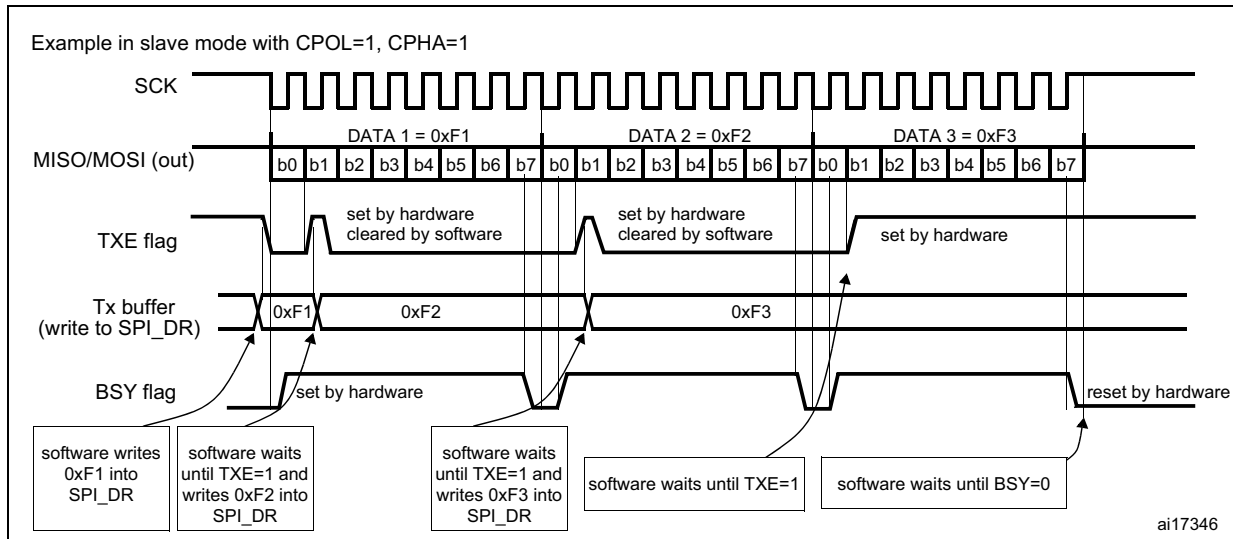 Example in slave mode with CPOL=1, CPHA=1
SCK
DATA 1 = 0xF1 DATA 2 = 0xF2 DATA 3 = 0xF3
MISO/MOSI (out) b0 b1 b2 b3 b4 b5 b6 b7 b0 b1 b2 b3 b4 b5 b6 b7 b0 b1 b2 b3 b4 b5 b6 b7
TXE flag
set by hardware
cleared by software
set by hardware
cleared by software
set by hardware
Tx buffer
(write to SPI_DR)
0xF1 0xF2 0xF3
BSY flag
set by hardware
reset by hardware
software writes
0xF1 into
SPI_DR
software waits
until TXE=1 and
writes 0xF2 into
SPI_DR
software waits
until TXE=1 and
writes 0xF3 into
SPI_DR
software waits until TXE=1
software waits until BSY=0
ai17346